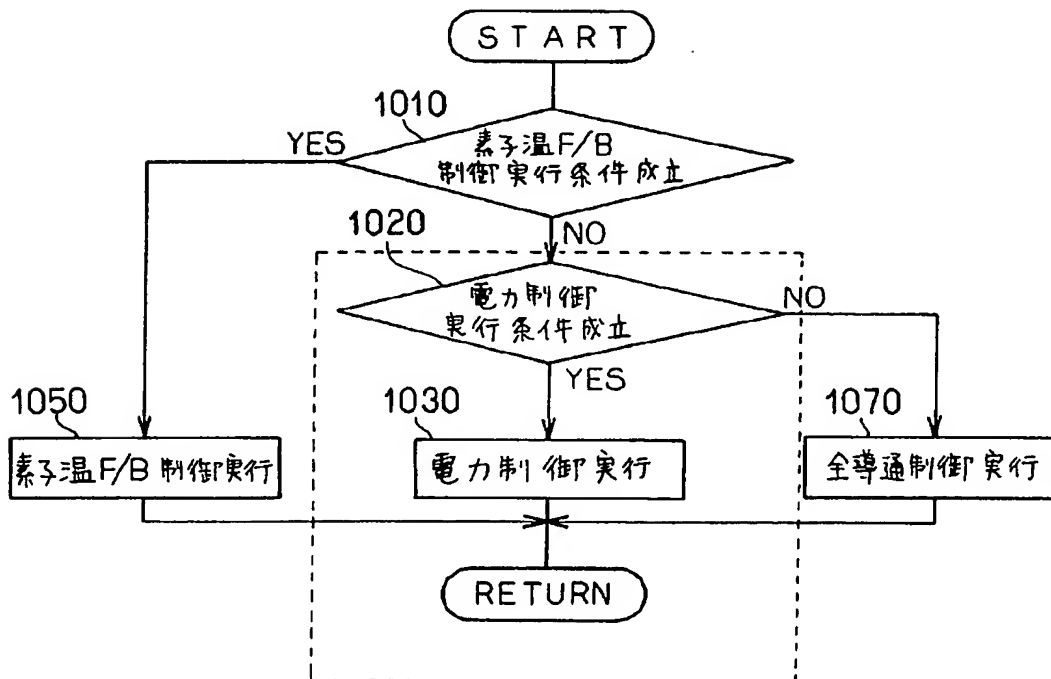 START
1010
YES
素子温F/B
制御実行条件成立
1020
NO
電力制御
実行条件成立
NO
YES
1050
1030
1070
素子温F/B制御実行
電力制御実行
全導通制御実行
RETURN